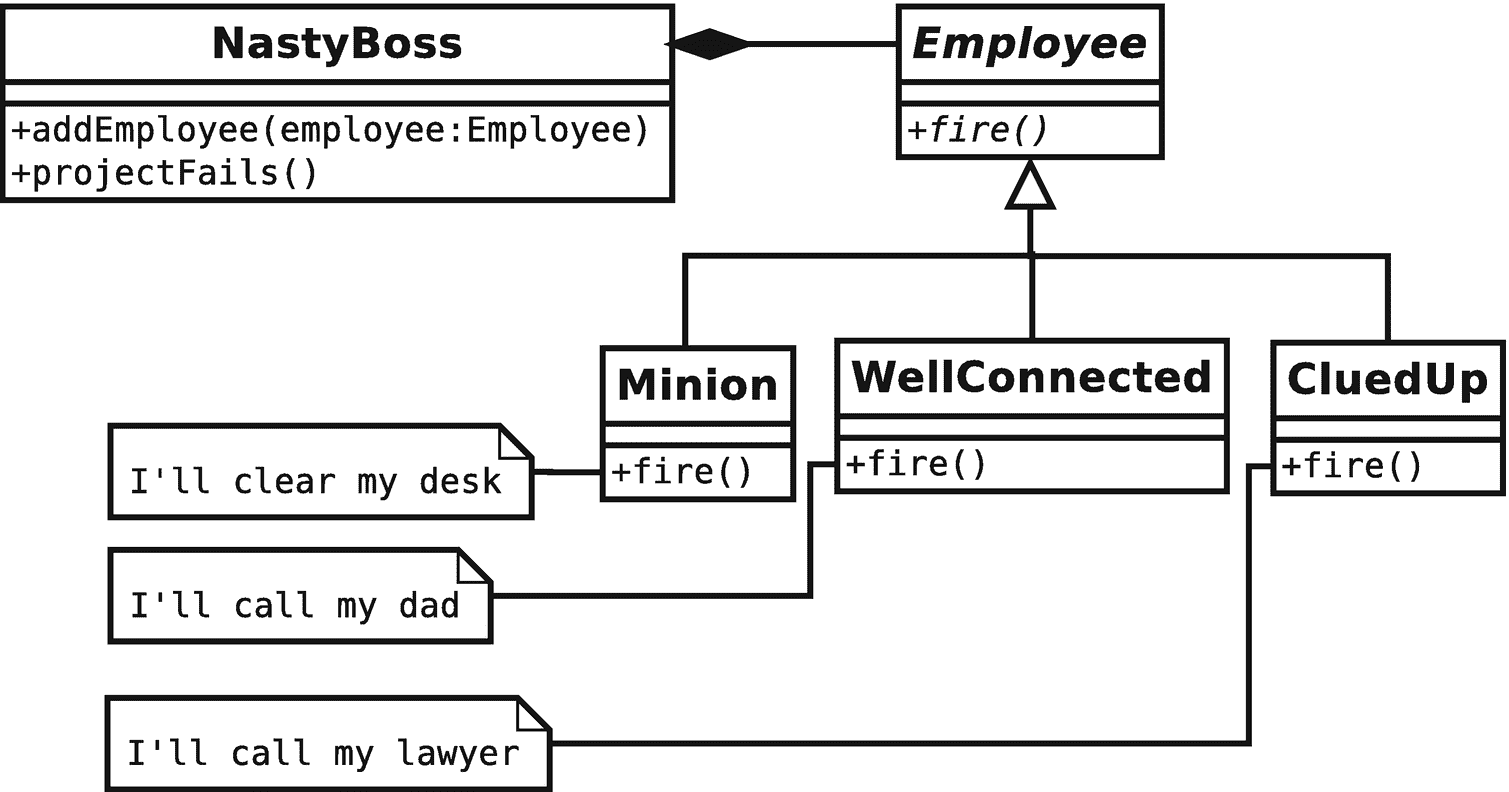 NastyBoss
+addEmployee(employee:Employee)
+projectFails()
Employee
+fire()
Minion
+fire()
WellConnected
+fire()
CluedUp
+fire()
I'll clear my desk
I'll call my dad
I'll call my lawyer